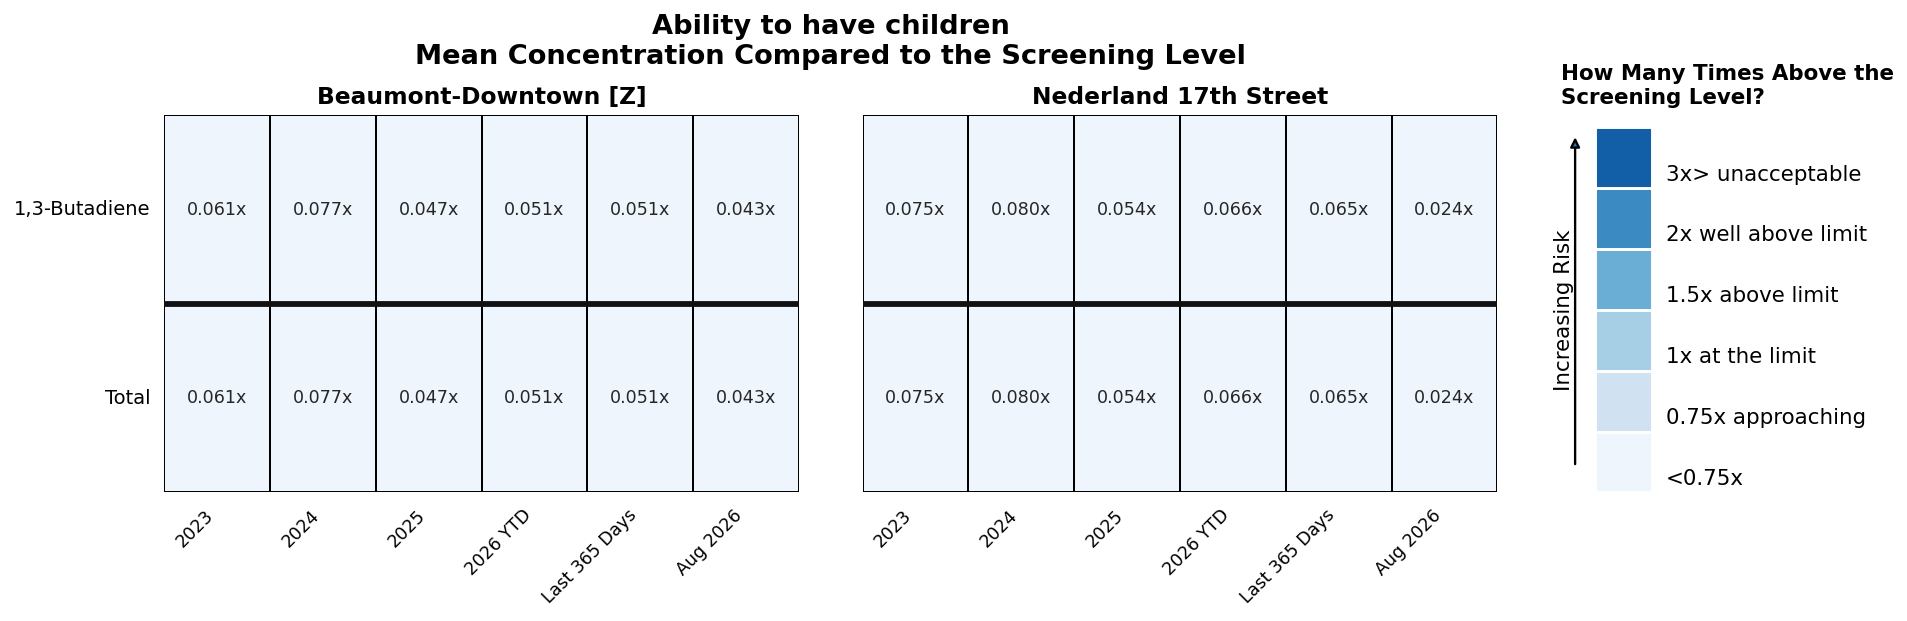 Ability to have children
Mean Concentration Compared to the Screening Level
Beaumont-Downtown [Z]
Nederland 17th Street
1,3-Butadiene
0.061x 0.077x 0.047x 0.051x 0.051x 0.043x
0.075x 0.080x 0.054x 0.066x 0.065x 0.024x
Total
0.061x 0.077x 0.047x 0.051x 0.051x 0.043x
0.075x 0.080x 0.054x 0.066x 0.065x 0.024x
2023
2024
2025
2026 YTD
Last 365 Days
Aug 2026
2023
2024
2025
2026 YTD
Last 365 Days
Aug 2026
How Many Times Above the
Screening Level?
Increasing Risk
3x> unacceptable
2x well above limit
1.5x above limit
1x at the limit
0.75x approaching
<0.75x